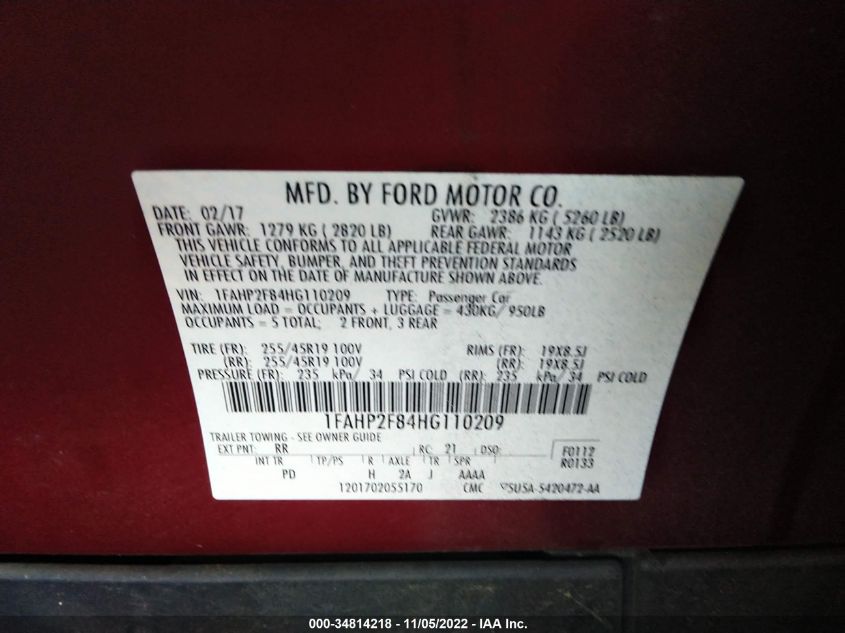 MFD. BY FORD MOTOR CO.
DATE: 02/17 GVWR: 2386 KG ( 5260 LB)
FRONT GAWR: 1279 KG ( 2820 LB) REAR GAWR: 1143 KG ( 2520 LB)
THIS VEHICLE CONFORMS TO ALL APPLICABLE FEDERAL MOTOR
VEHICLE SAFETY, BUMPER, AND THEFT PREVENTION STANDARDS
IN EFFECT ON THE DATE OF MANUFACTURE SHOWN ABOVE.
VIN: 1FAHP2F84HG110209 TYPE: Passenger Car
MAXIMUM LOAD = OCCUPANTS + LUGGAGE = 430KG/ 950LB
OCCUPANTS = 5 TOTAL; 2 FRONT, 3 REAR
TIRE (FR): 255/45R19 100V RIMS (FR): 19X8.5J
(RR): 255/45R19 100V (RR): 19X8.5J
PRESSURE (FR): 235 kPa/ 34 PSI COLD (RR): 235 kPa/ 34 PSI COLD
1FAHP2F84HG110209
TRAILER TOWING - SEE OWNER GUIDE
EXT PNT: RR RC: 21 DSO: F0112
INT TR TP/PS R AXLE TR SPR R0133
PD H 2A J AAAA
1201702055170 CMC 5U5A-5420472-AA
000-34814218 - 11/05/2022 - IAA Inc.